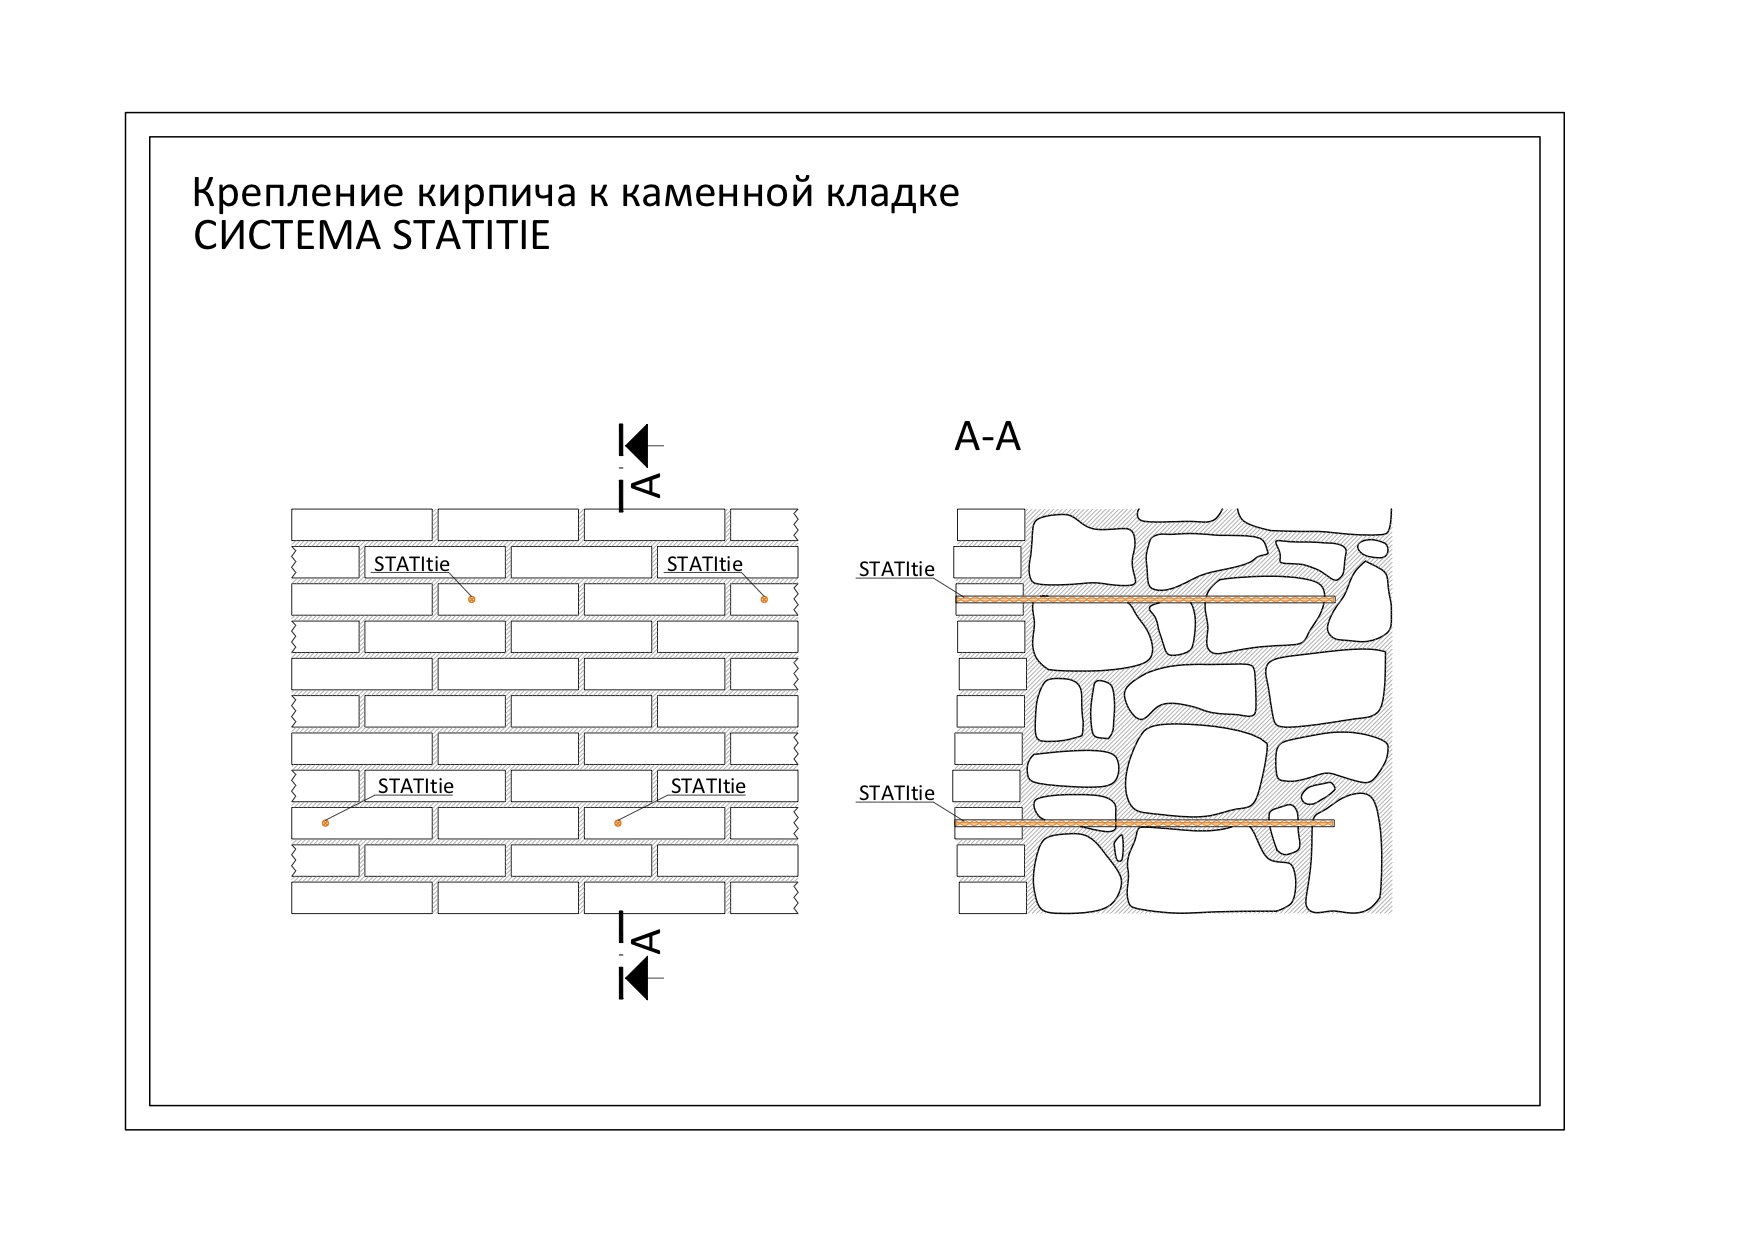 Крепление кирпича к каменной кладке
СИСТЕМА STATITIE
A
A-A
STATItie
STATItie
STATItie
STATItie
STATItie
STATItie
A